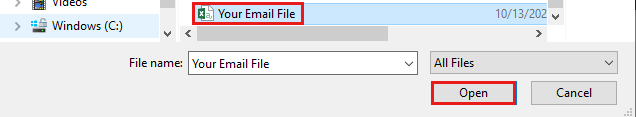 Videos
Your Email File 10/13/202
Windows (C:)
File name: Your Email File All Files
Open Cancel